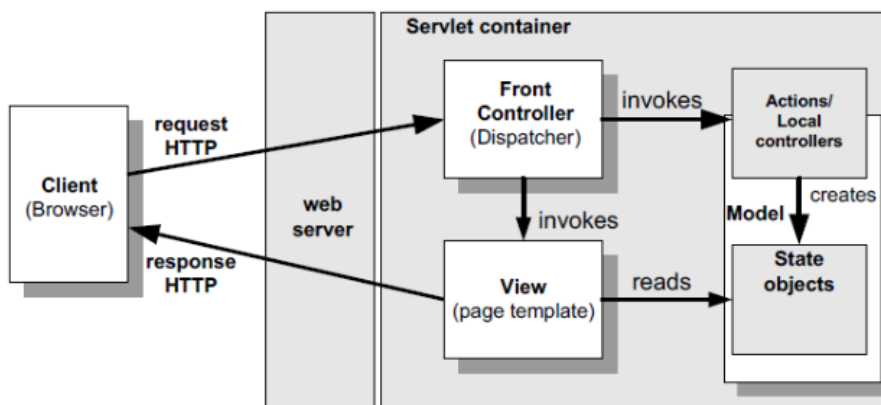 Servlet container
Front
Controller
(Dispatcher)
invokes
Actions/
Local
controllers
request
HTTP
Client
(Browser)
web
server
invokes
creates
Model
response
HTTP
View
(page template)
reads
State
objects